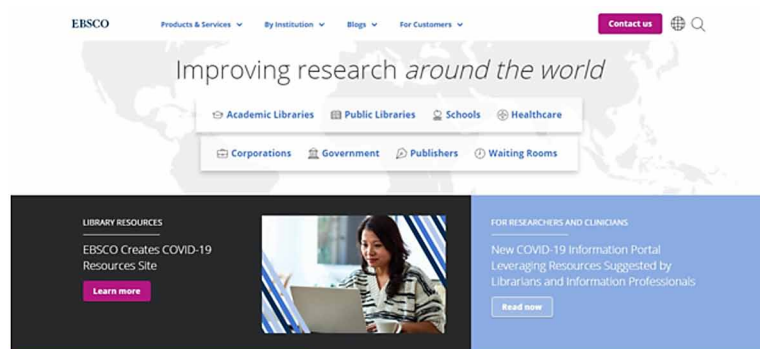 EBSCO
Products & Services
By Institution
Blogs
For Customers
Contact us
Improving research around the world
Academic Libraries
Public Libraries
Schools
Healthcare
Corporations
Government
Publishers
Waiting Rooms
LIBRARY RESOURCES
EBSCO Creates COVID-19
Resources Site
Learn more
FOR RESEARCHERS AND CLINICIANS
New COVID-19 Information Portal
Leveraging Resources Suggested by
Librarians and Information Professionals
Read now